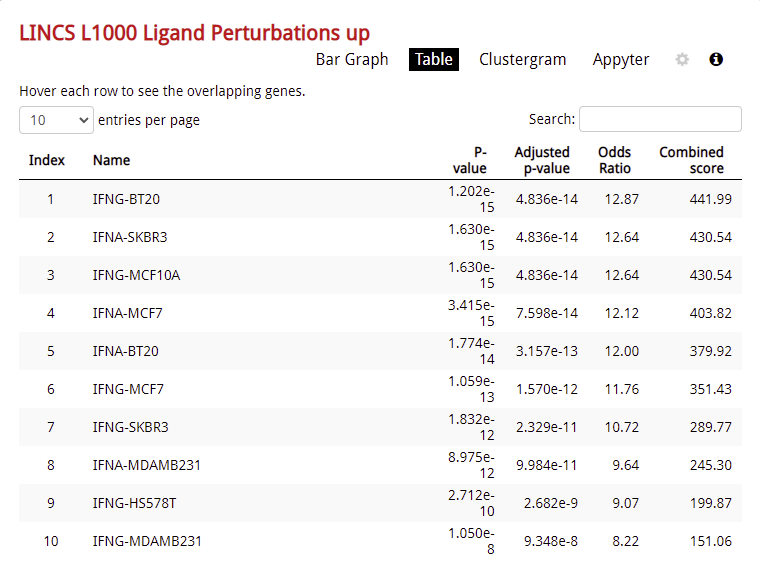 LINCS L1000 Ligand Perturbations up
Bar Graph Table Clustergram Appyter
Hover each row to see the overlapping genes.
10 entries per page Search:
Index Name P-value Adjusted p-value Odds Ratio Combined score
1 IFNG-BT20 1.202e-15 4.836e-14 12.87 441.99
2 IFNA-SKBR3 1.630e-15 4.836e-14 12.64 430.54
3 IFNG-MCF10A 1.630e-15 4.836e-14 12.64 430.54
4 IFNA-MCF7 3.415e-15 7.598e-14 12.12 403.82
5 IFNA-BT20 1.774e-14 3.157e-13 12.00 379.92
6 IFNG-MCF7 1.059e-13 1.570e-12 11.76 351.43
7 IFNG-SKBR3 1.832e-12 2.329e-11 10.72 289.77
8 IFNA-MDAMB231 8.975e-12 9.984e-11 9.64 245.30
9 IFNG-HS578T 2.712e-10 2.682e-9 9.07 199.87
10 IFNG-MDAMB231 1.050e-8 9.348e-8 8.22 151.06